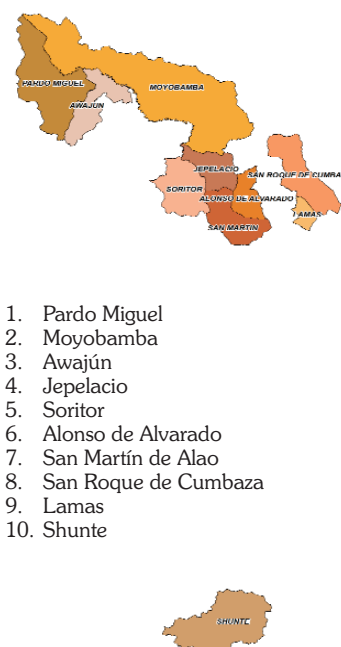 PARDO MIGUEL
MOYOBAMBA
AWAJUN
JEPELACIO
SAN ROQUE DE CUMBA
SORITOR
ALONSO DE ALVARADO
LAMAS
SAN MARTIN
1. Pardo Miguel
2. Moyobamba
3. Awajún
4. Jepelacio
5. Soritor
6. Alonso de Alvarado
7. San Martín de Alao
8. San Roque de Cumbaza
9. Lamas
10. Shunte
SHUNTE